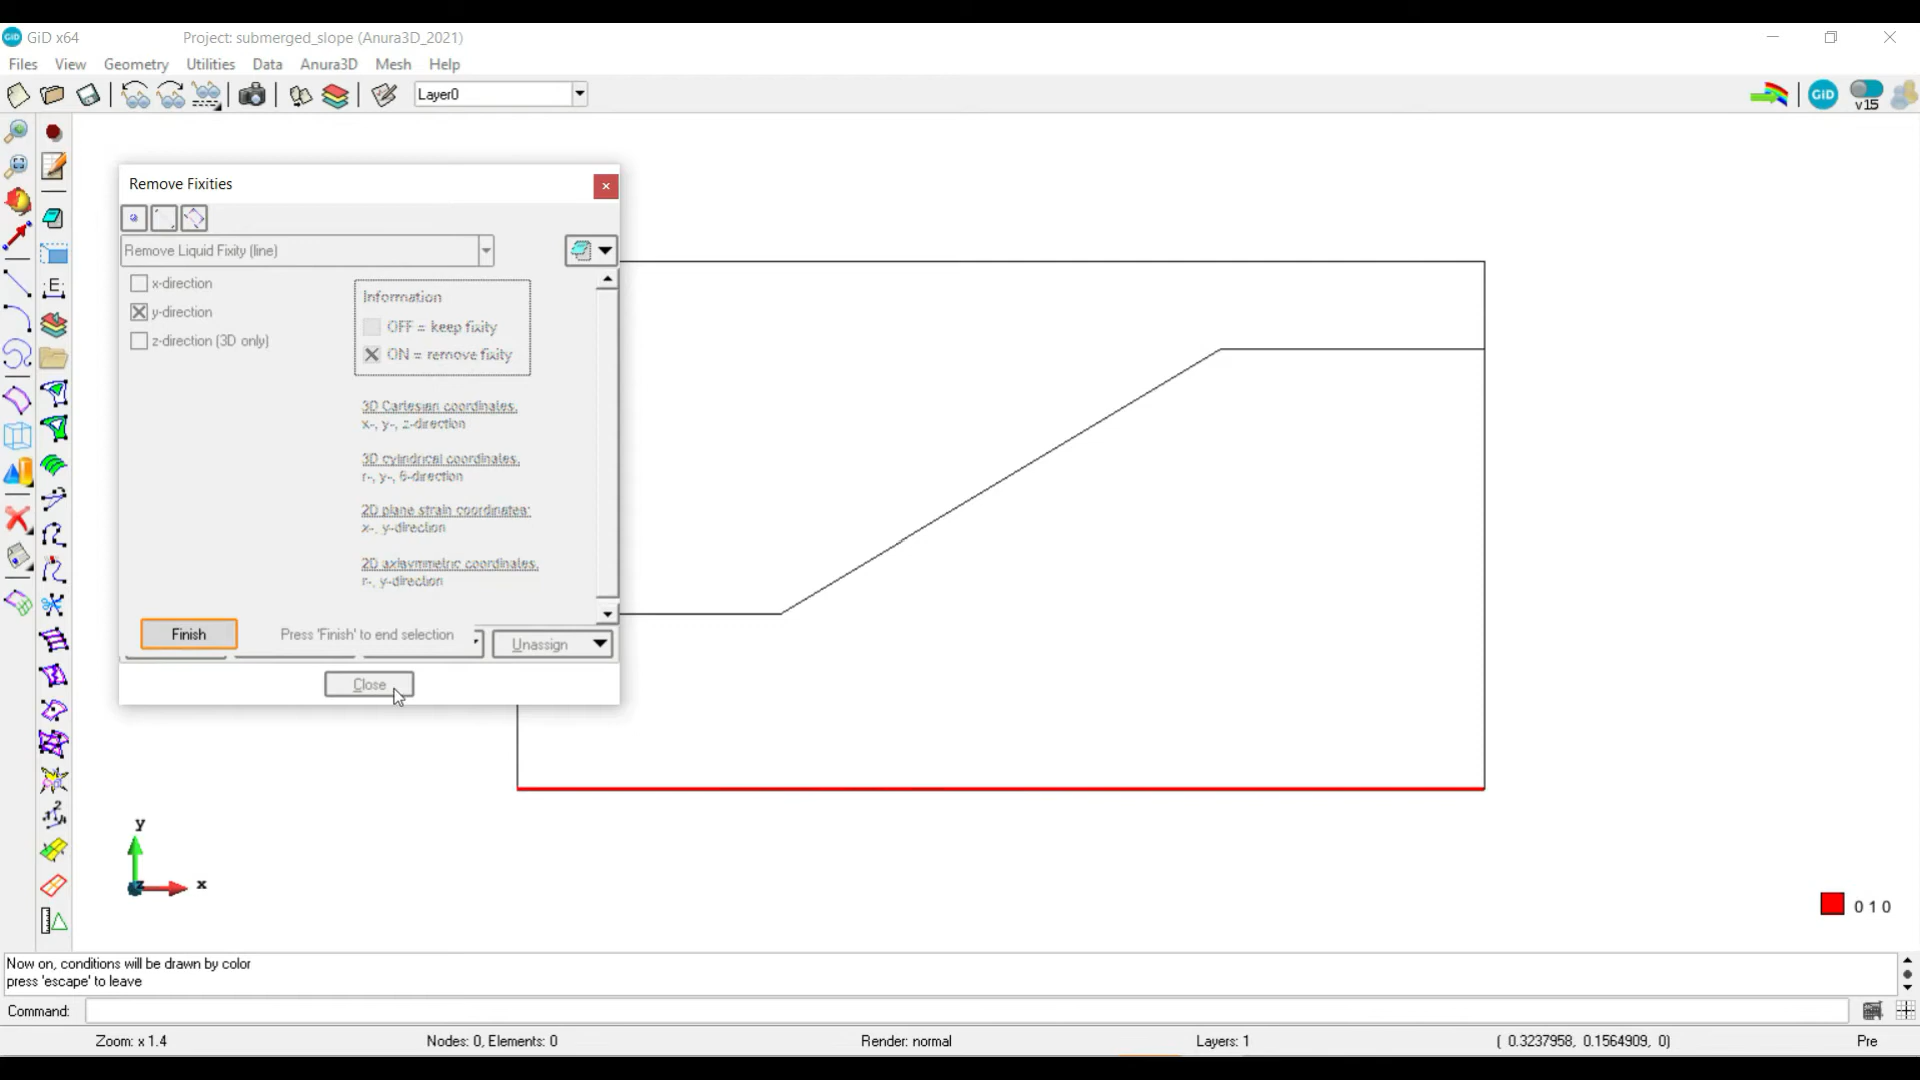 GiD x64
Project: submerged_slope (Anura3D_2021)
Files View Geometry Utilities Data Anura3D Mesh Help
Layer0
GiD
v15
Remove Fixities
Remove Liquid Fixity (line)
x-direction
y-direction
z-direction (3D only)
Information
OFF = keep fixity
ON = remove fixity
3D Cartesian coordinates,
x-, y-, z-direction
3D cylindrical coordinates,
r-, y-, θ-direction
2D plane strain coordinates:
x-, y-direction
2D axisymmetric coordinates,
r-, y-direction
Finish
Press 'Finish' to end selection
Unassign
Close
y
z
x
0 1 0
Now on, conditions will be drawn by color
press 'escape' to leave
Command:
Zoom: x 1.4
Nodes: 0, Elements: 0
Render: normal
Layers: 1
( 0.3237958, 0.1564909, 0)
Pre